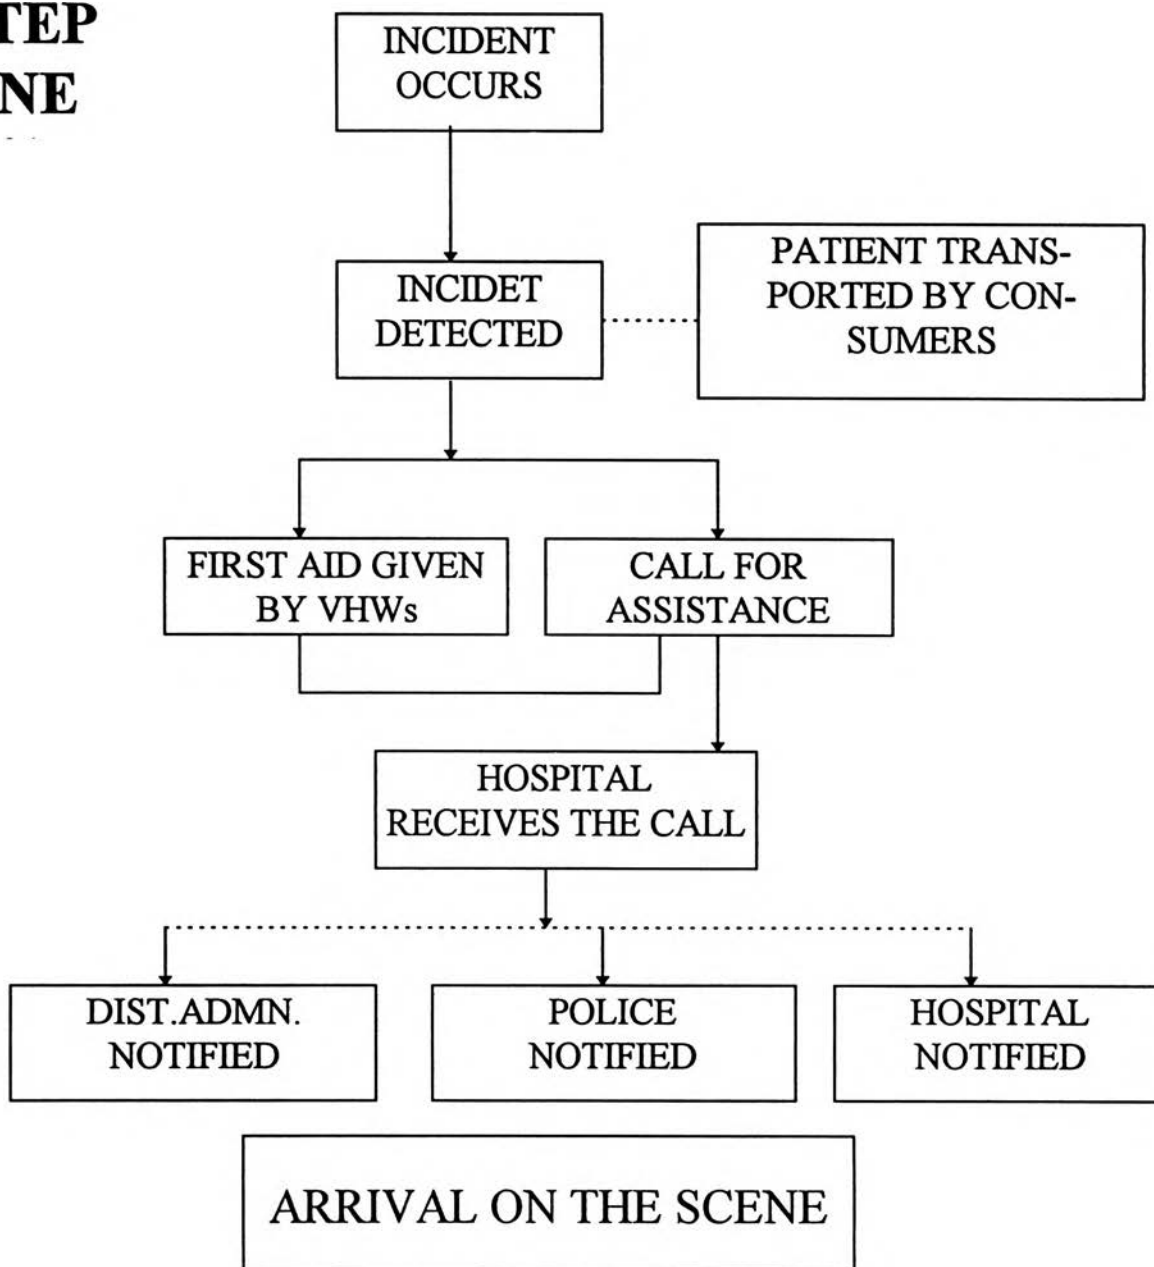 TEP
NE
INCIDENT
OCCURS
INCIDET
DETECTED
PATIENT TRANS-
PORTED BY CON-
SUMERS
FIRST AID GIVEN
BY VHWs
CALL FOR
ASSISTANCE
HOSPITAL
RECEIVES THE CALL
DIST.ADMN.
NOTIFIED
POLICE
NOTIFIED
HOSPITAL
NOTIFIED
ARRIVAL ON THE SCENE